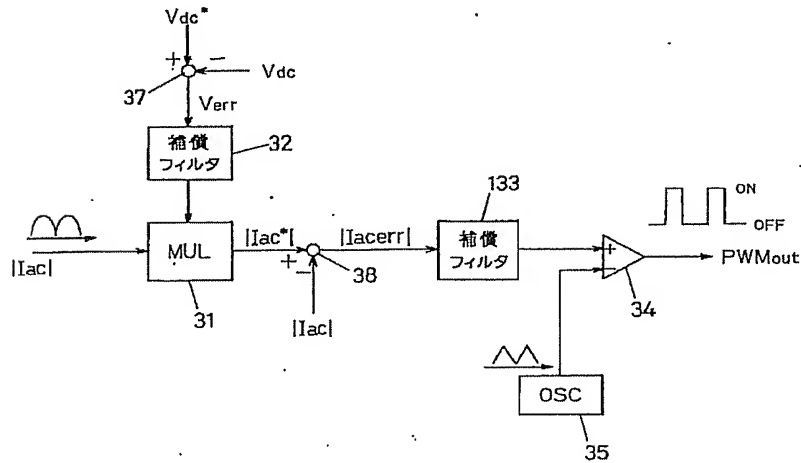 Vdc*
+
−
37
Vdc
Verr
補償
フィルタ
32
133
ON
OFF
|Iac|
MUL
31
|Iac*|
+
−
38
|Iacerr|
|Iac|
補償
フィルタ
+
−
34
PWMout
OSC
35